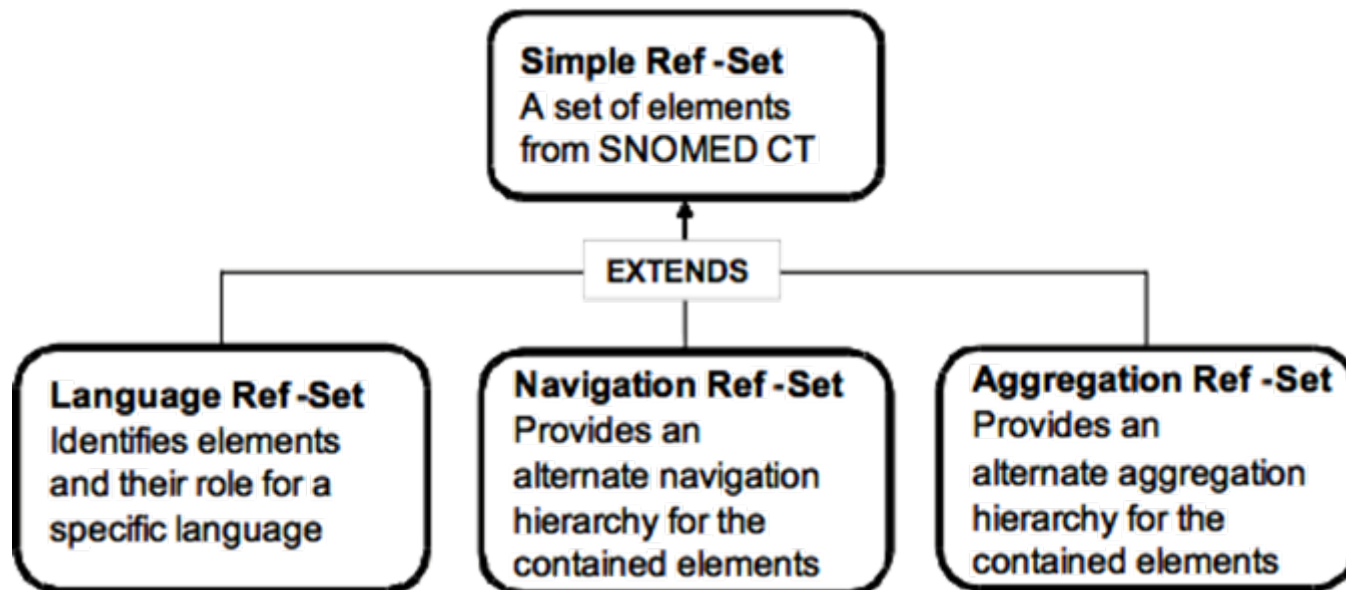 Simple Ref -Set
A set of elements
from SNOMED CT
EXTENDS
Language Ref -Set
Identifies elements
and their role for a
specific language
Navigation Ref -Set
Provides an
alternate navigation
hierarchy for the
contained elements
Aggregation Ref -Set
Provides an
alternate aggregation
hierarchy for the
contained elements